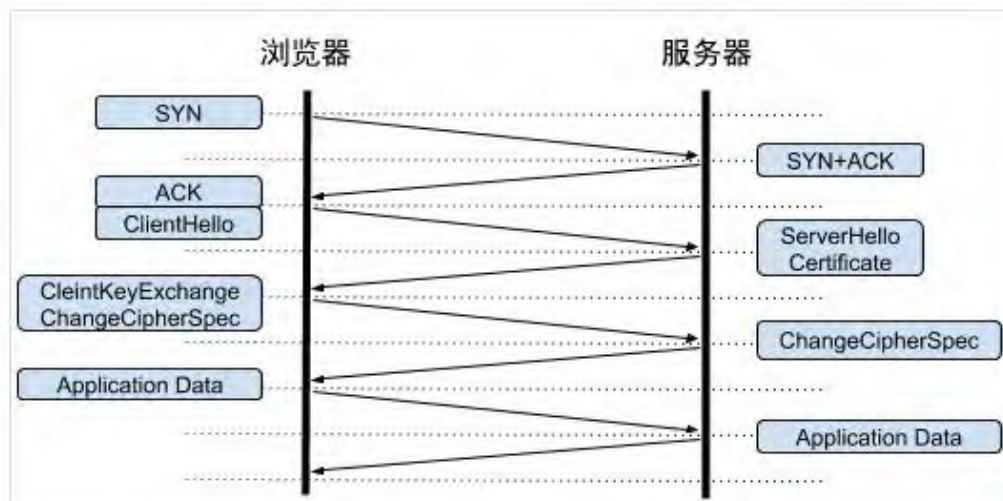 浏览器
服务器
SYN
SYN+ACK
ACK
ClientHello
ServerHello
Certificate
CleintKeyExchange
ChangeCipherSpec
ChangeCipherSpec
Application Data
Application Data